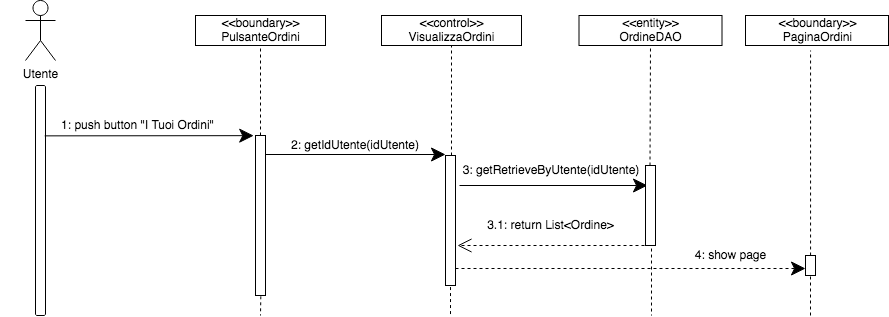 <<boundary>>
PulsanteOrdini
<<control>>
VisualizzaOrdini
<<entity>>
OrdineDAO
<<boundary>>
PaginaOrdini
Utente
1: push button "I Tuoi Ordini"
2: getIdUtente(idUtente)
3: getRetrieveByUtente(idUtente)
3.1: return List<Ordine>
4: show page